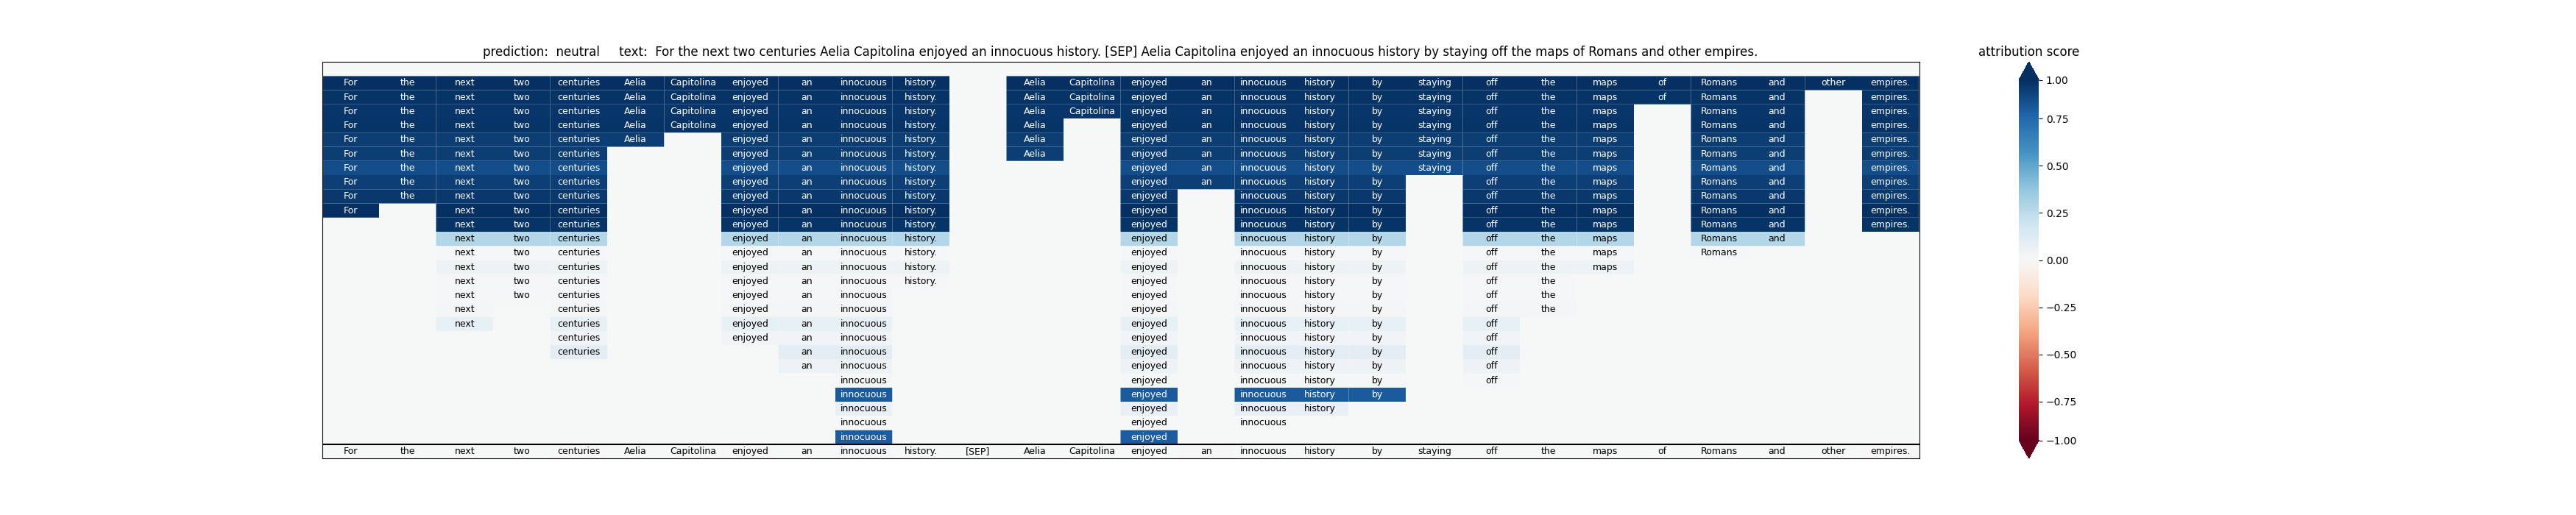 prediction: neutral text: For the next two centuries Aelia Capitolina enjoyed an innocuous history. [SEP] Aelia Capitolina enjoyed an innocuous history by staying off the maps of Romans and other empires.
For the next two centuries Aelia Capitolina enjoyed an innocuous history. Aelia Capitolina enjoyed an innocuous history by staying off the maps of Romans and other empires.
For the next two centuries Aelia Capitolina enjoyed an innocuous history. Aelia Capitolina enjoyed an innocuous history by staying off the maps of Romans and empires.
For the next two centuries Aelia Capitolina enjoyed an innocuous history. Aelia Capitolina enjoyed an innocuous history by staying off the maps Romans and empires.
For the next two centuries Aelia Capitolina enjoyed an innocuous history. Aelia enjoyed an innocuous history by staying off the maps Romans and empires.
For the next two centuries Aelia enjoyed an innocuous history. Aelia enjoyed an innocuous history by staying off the maps Romans and empires.
For the next two centuries enjoyed an innocuous history. Aelia enjoyed an innocuous history by staying off the maps Romans and empires.
For the next two centuries enjoyed an innocuous history. enjoyed an innocuous history by staying off the maps Romans and empires.
For the next two centuries enjoyed an innocuous history. enjoyed an innocuous history by off the maps Romans and empires.
For the next two centuries enjoyed an innocuous history. enjoyed innocuous history by off the maps Romans and empires.
For next two centuries enjoyed an innocuous history. enjoyed innocuous history by off the maps Romans and empires.
next two centuries enjoyed an innocuous history. enjoyed innocuous history by off the maps Romans and empires.
next two centuries enjoyed an innocuous history. enjoyed innocuous history by off the maps Romans and
next two centuries enjoyed an innocuous history. enjoyed innocuous history by off the maps Romans
next two centuries enjoyed an innocuous history. enjoyed innocuous history by off the maps
next two centuries enjoyed an innocuous history. enjoyed innocuous history by off the
next two centuries enjoyed an innocuous enjoyed innocuous history by off the
next centuries enjoyed an innocuous enjoyed innocuous history by off the
next centuries enjoyed an innocuous enjoyed innocuous history by off
centuries enjoyed an innocuous enjoyed innocuous history by off
centuries an innocuous enjoyed innocuous history by off
an innocuous enjoyed innocuous history by off
innocuous enjoyed innocuous history by off
innocuous enjoyed innocuous history by
innocuous enjoyed innocuous history
innocuous enjoyed innocuous
innocuous enjoyed
For the next two centuries Aelia Capitolina enjoyed an innocuous history. [SEP] Aelia Capitolina enjoyed an innocuous history by staying off the maps of Romans and other empires.
attribution score
1.00
0.75
0.50
0.25
0.00
−0.25
−0.50
−0.75
−1.00